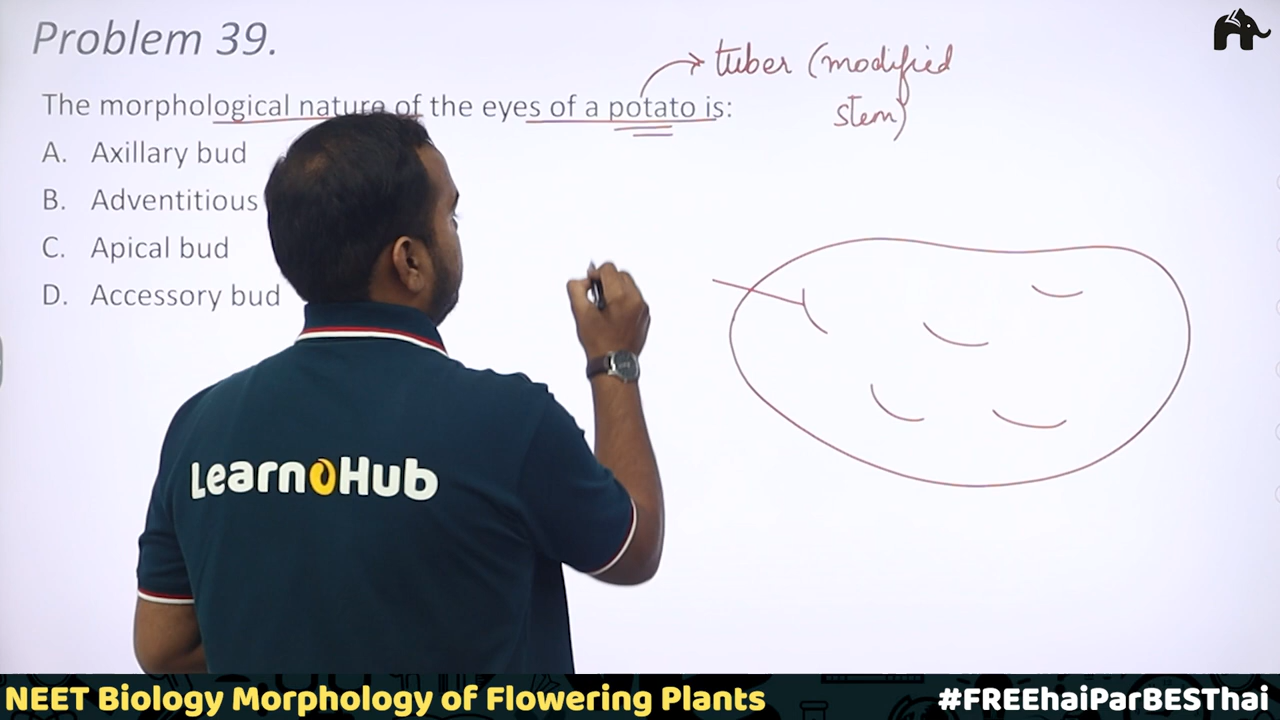 Problem 39.
tuber (modified
stem)
The morphological nature of the eyes of a potato is:
A. Axillary bud
B. Adventitious
C. Apical bud
D. Accessory bud
LearnoHub
NEET Biology Morphology of Flowering Plants
#FREEhaiParBESThai